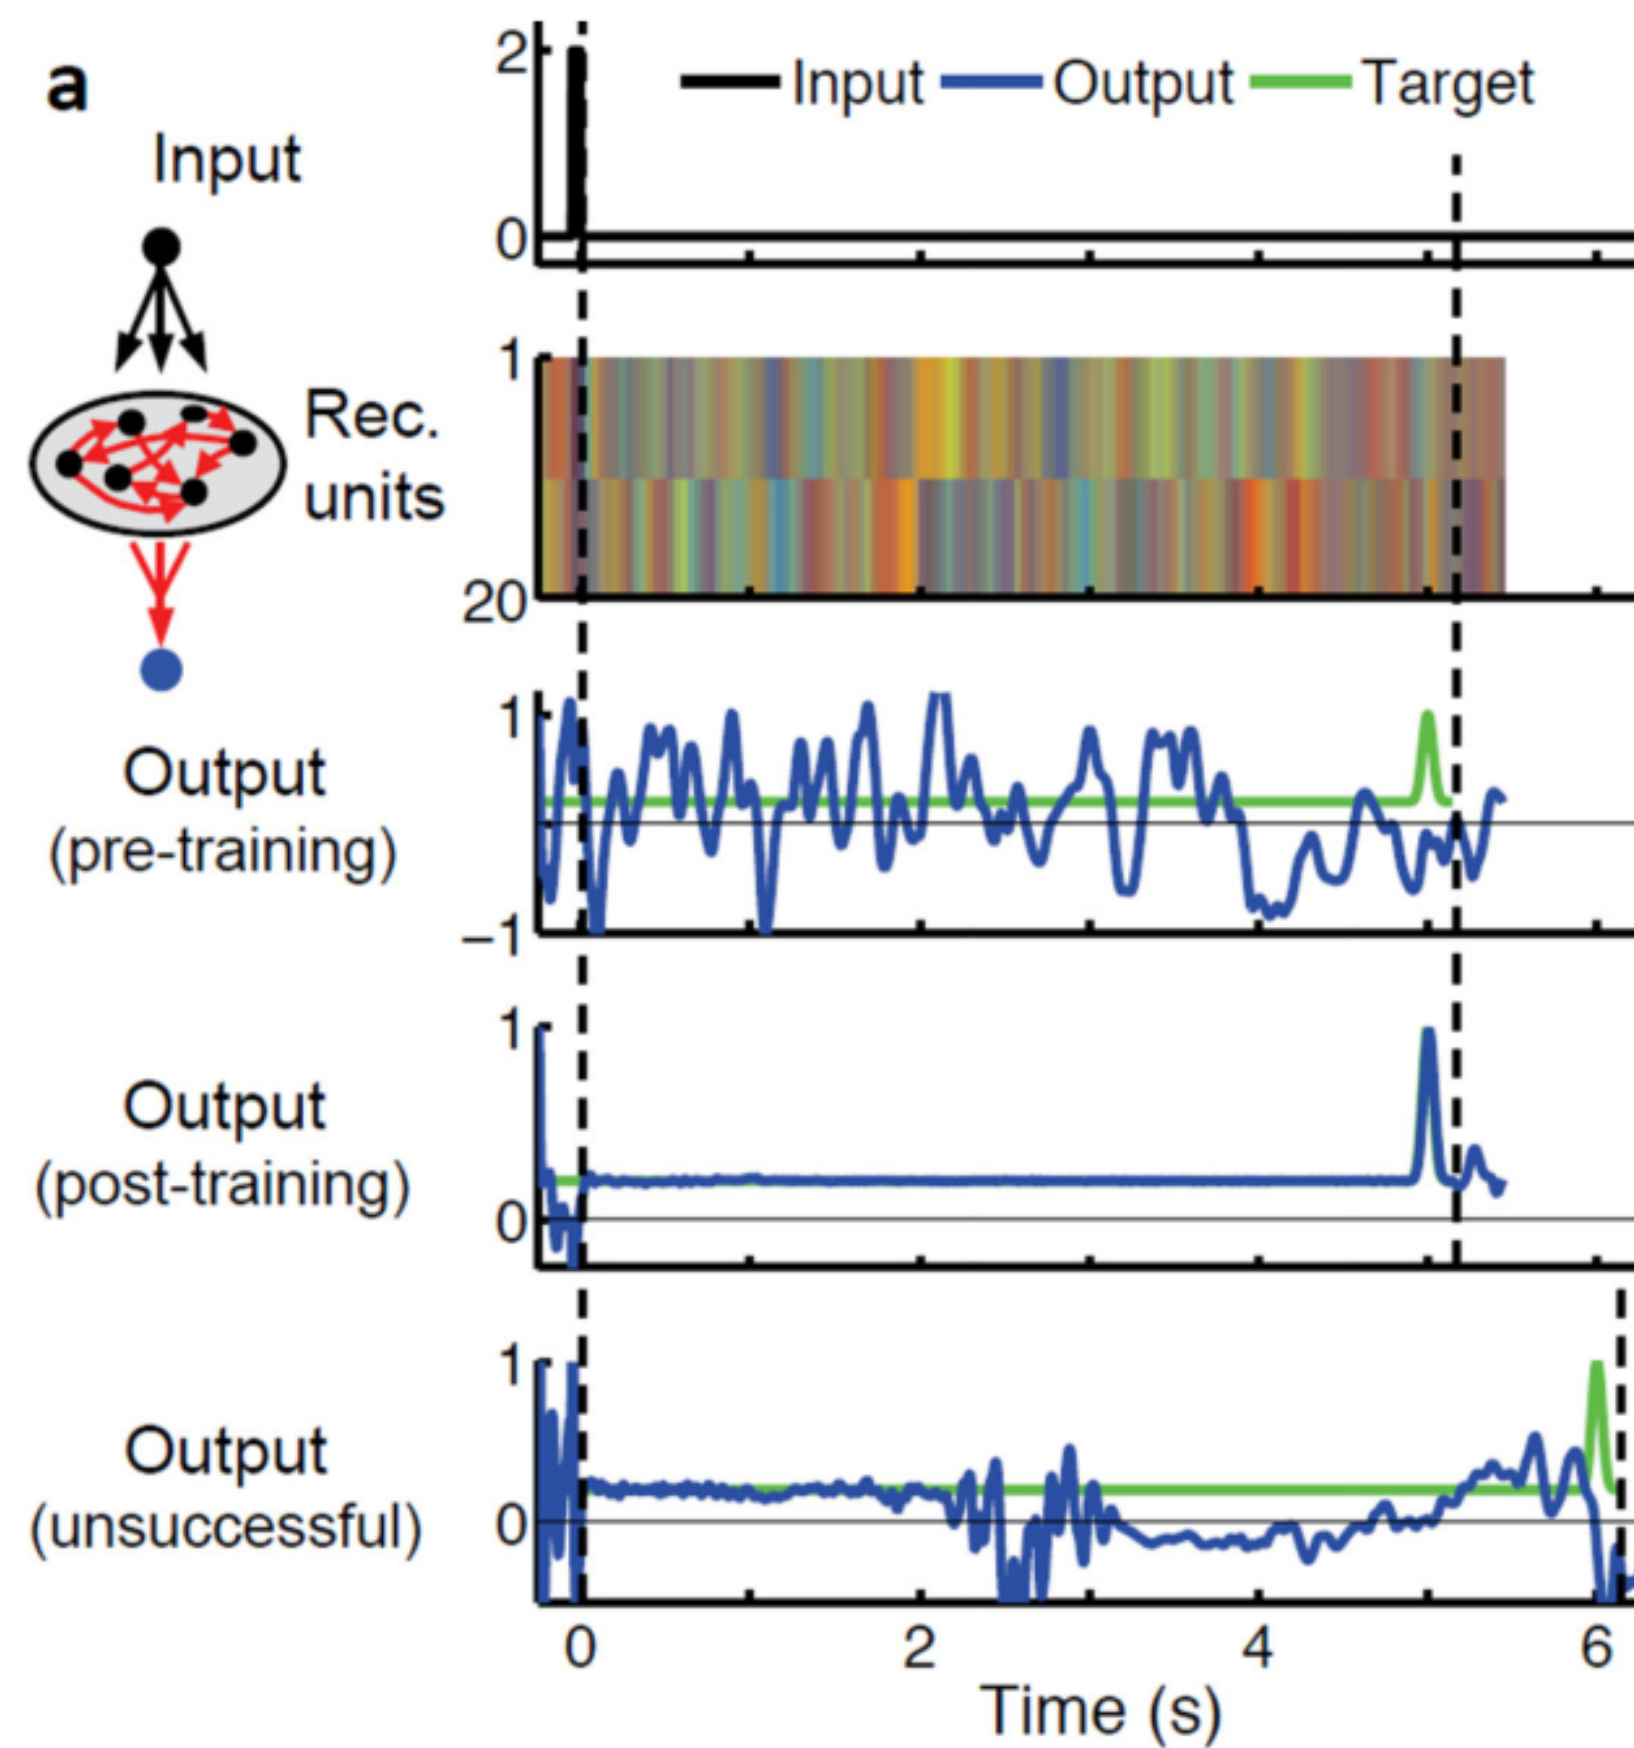 a
Input
Rec.
units
Output
(pre-training)
Output
(post-training)
Output
(unsuccessful)
2
0
Input Output Target
1
20
1
−1
1
0
1
0
0 2 4 6
Time (s)